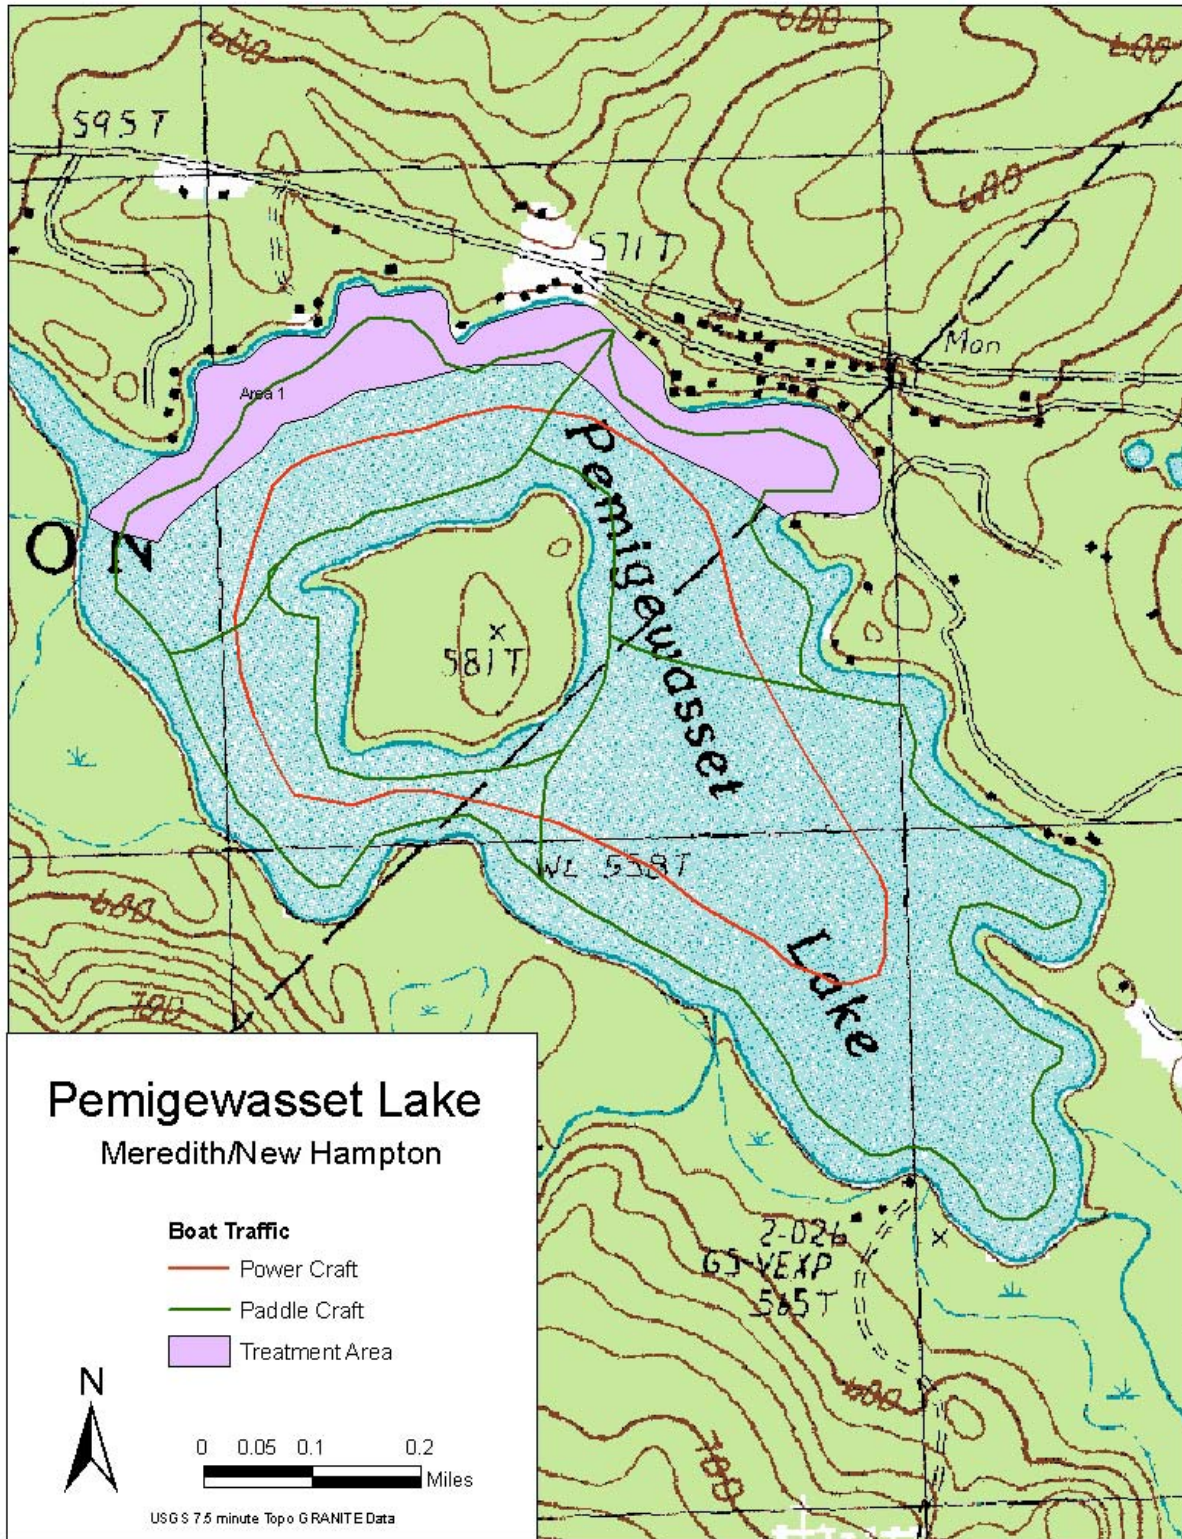 600
600
600
595T
600
571T
Man
Area 1
Pemigewasset
O N
581T
WL 558T
600
Lake
700
Pemigewasset Lake
Meredith/New Hampton
Boat Traffic
Power Craft
Paddle Craft
Treatment Area
2-026
GS-VEXP
565T
N
600
0 0.05 0.1 0.2
Miles
700
USGS 7.5 minute Topo GRANITE Data